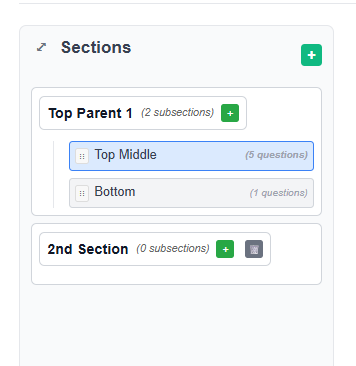 Sections
Top Parent 1 (2 subsections) +
Top Middle (5 questions)
Bottom (1 questions)
2nd Section (0 subsections) +